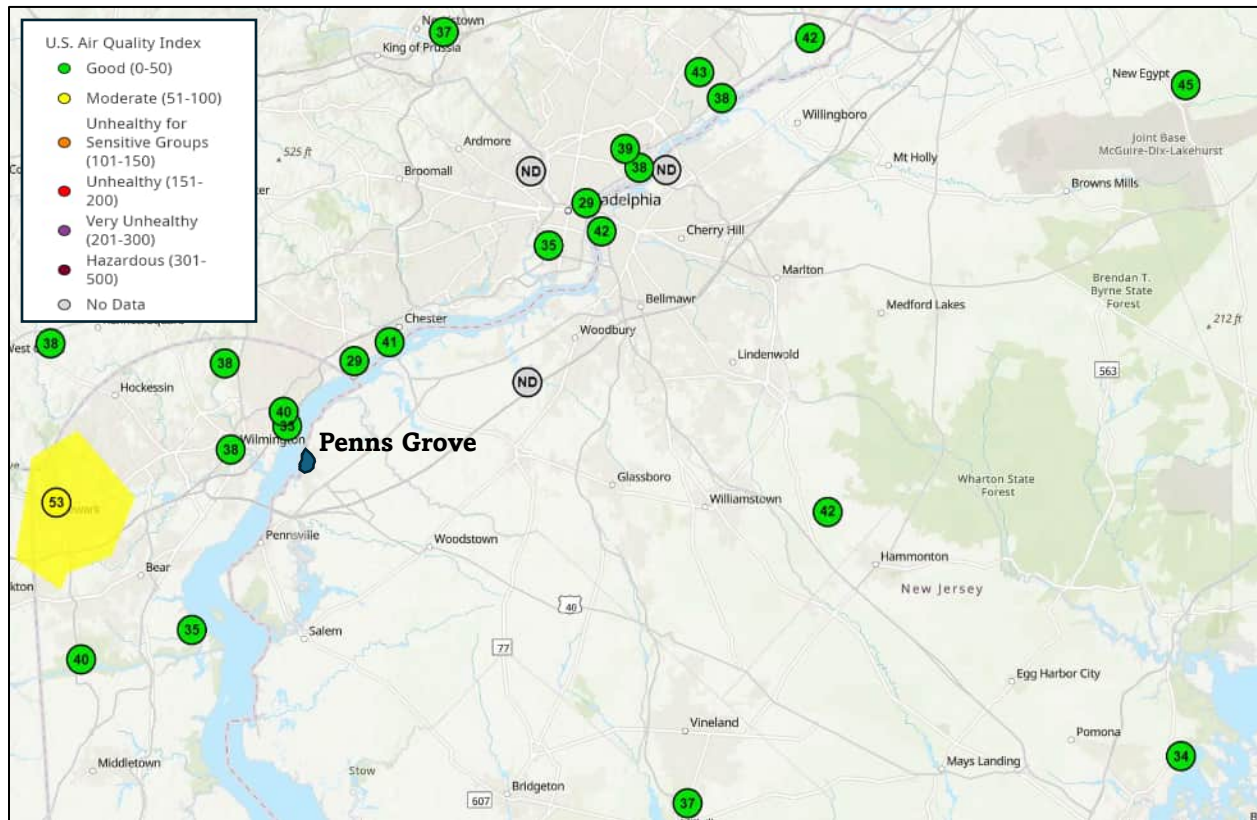 U.S. Air Quality Index
Good (0-50)
Moderate (51-100)
Unhealthy for
Sensitive Groups
(101-150)
Unhealthy (151-
200)
Very Unhealthy
(201-300)
Hazardous (301-
500)
No Data
37
King of Prussia
42
43
38
New Egypt
45
Willingboro
Joint Base
McGuire-Dix-Lakehurst
525 ft
Ardmore
39
38
ND
ND
Mt Holly
Broomall
Browns Mills
29
adelphia
42
35
Cherry Hill
Marlton
Brendan T.
Byrne State
Forest
Bellmawr
Medford Lakes
212 ft
Chester
Woodbury
41
38
38
29
Lindenwold
563
Hockessin
ND
40
33
Wilmington
38
Penns Grove
Glassboro
Williamstown
Wharton State
Forest
53
42
Pennsville
Woodstown
Hammonton
Bear
New Jersey
40
35
Salem
77
40
Egg Harbor City
Vineland
Pomona
Middletown
Stow
Mays Landing
34
607
Bridgeton
37